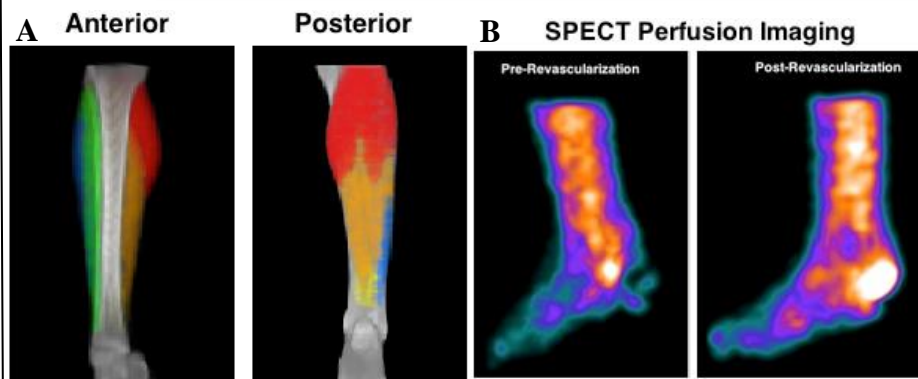 A
Anterior
Posterior
B
SPECT Perfusion Imaging
Pre-Revascularization
Post-Revascularization